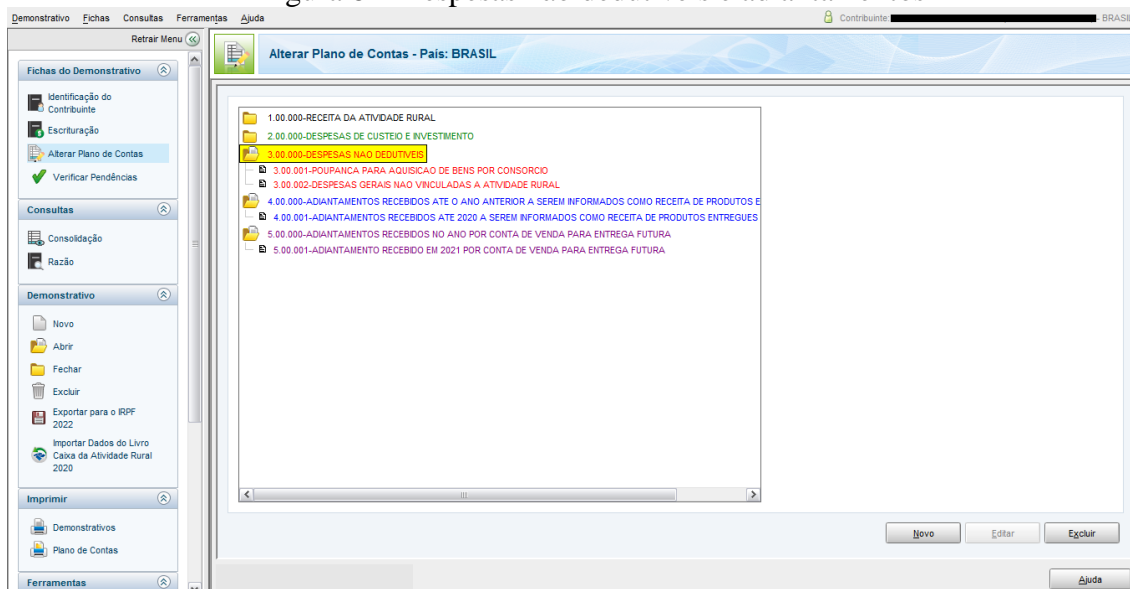 Demonstrativo Fichas Consultas Ferramentas Ajuda
Contribuinte: - BRASIL
Retrair Menu
Fichas do Demonstrativo
Identificação do
Contribuinte
Escrituração
Alterar Plano de Contas
Verificar Pendências
Consultas
Consolidação
Razão
Demonstrativo
Novo
Abrir
Fechar
Excluir
Exportar para o IRPF
2022
Importar Dados do Livro
Caixa da Atividade Rural
2020
Imprimir
Demonstrativos
Plano de Contas
Ferramentas
Alterar Plano de Contas - País: BRASIL
1.00.000-RECEITA DA ATIVIDADE RURAL
2.00.000-DESPESAS DE CUSTEIO E INVESTIMENTO
3.00.000-DESPESAS NAO DEDUTIVEIS
3.00.001-POUPANCA PARA AQUISICAO DE BENS POR CONSORCIO
3.00.002-DESPESAS GERAIS NAO VINCULADAS A ATIVIDADE RURAL
4.00.000-ADIANTAMENTOS RECEBIDOS ATE O ANO ANTERIOR A SEREM INFORMADOS COMO RECEITA DE PRODUTOS E
4.00.001-ADIANTAMENTOS RECEBIDOS ATE 2020 A SEREM INFORMADOS COMO RECEITA DE PRODUTOS ENTREGUES
5.00.000-ADIANTAMENTOS RECEBIDOS NO ANO POR CONTA DE VENDA PARA ENTREGA FUTURA
5.00.001-ADIANTAMENTO RECEBIDO EM 2021 POR CONTA DE VENDA PARA ENTREGA FUTURA
Novo Editar Excluir
Ajuda